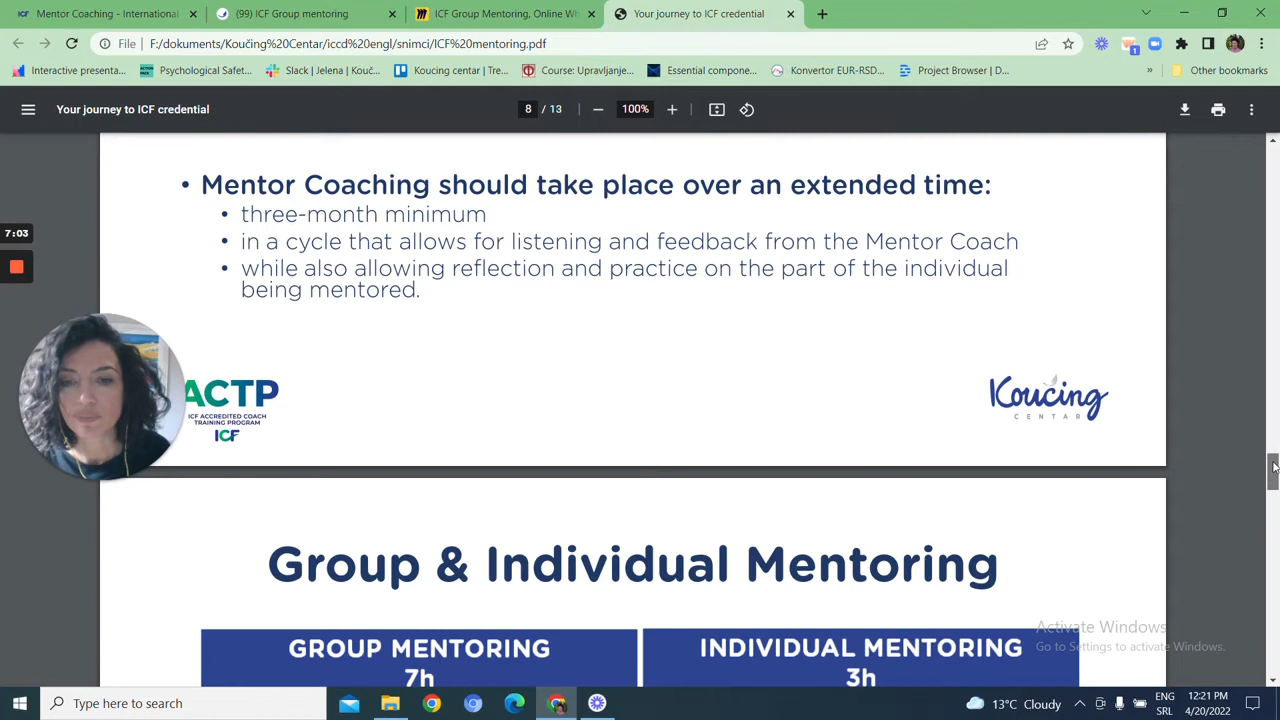 Mentor Coaching - International
(99) ICF Group mentoring
ICF Group Mentoring, Online Wh
Your journey to ICF credential
File
F:/dokuments/Koučing%20Centar/iccd%20engl/snimci/ICF%20mentoring.pdf
Interactive presenta...
Psychological Safet...
Slack | Jelena | Kouč...
Koucing centar | Tre...
Course: Upravljanje...
Essential compone...
Konvertor EUR-RSD...
Project Browser | D...
»
Other bookmarks
Your journey to ICF credential
8 / 13
100%
• Mentor Coaching should take place over an extended time:
• three-month minimum
• in a cycle that allows for listening and feedback from the Mentor Coach
• while also allowing reflection and practice on the part of the individual
being mentored.
7:03
ACTP
ICF ACCREDITED COACH
TRAINING PROGRAM
ICF
Koucing
CENTAR
Group & Individual Mentoring
GROUP MENTORING
7h
INDIVIDUAL MENTORING
3h
Activate Windows
Go to Settings to activate Windows.
Type here to search
13°C Cloudy
ENG
SRL
12:21 PM
4/20/2022